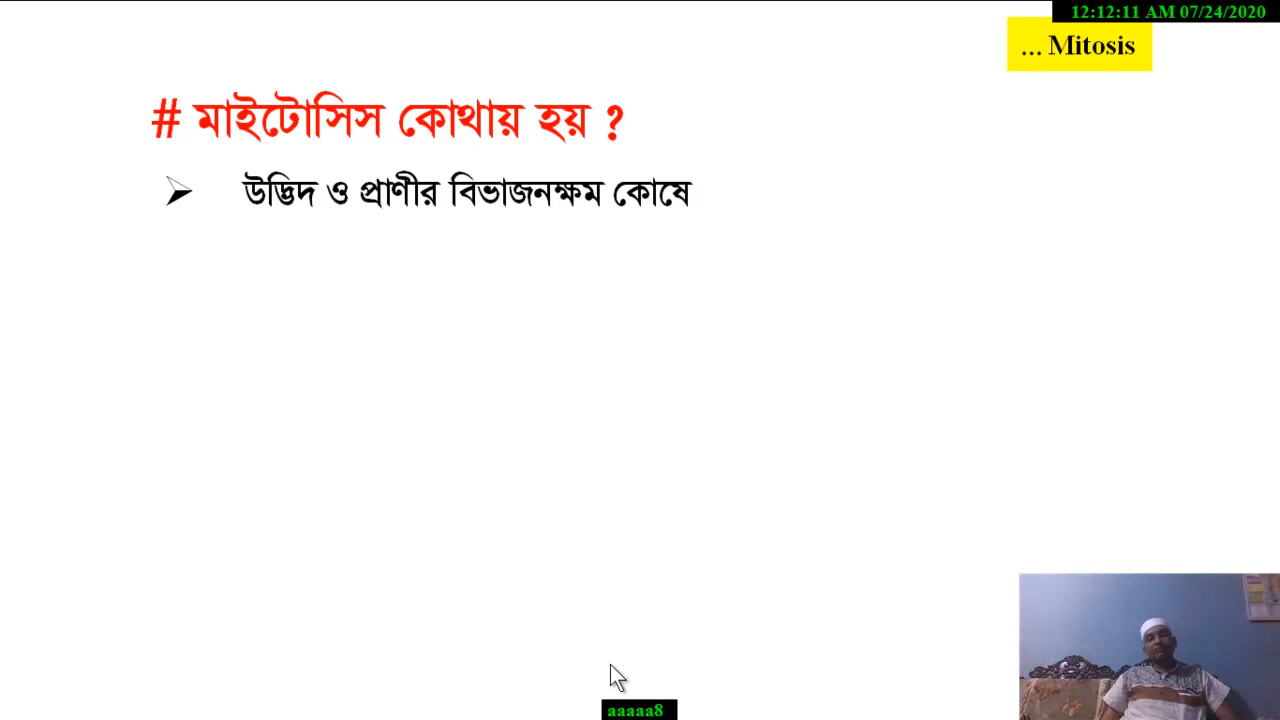 12:12:11 AM 07/24/2020
... Mitosis
# মাইটোসিস কোথায় হয় ?
➢ উদ্ভিদ ও প্রাণীর বিভাজনক্ষম কোষে
aaaaa8